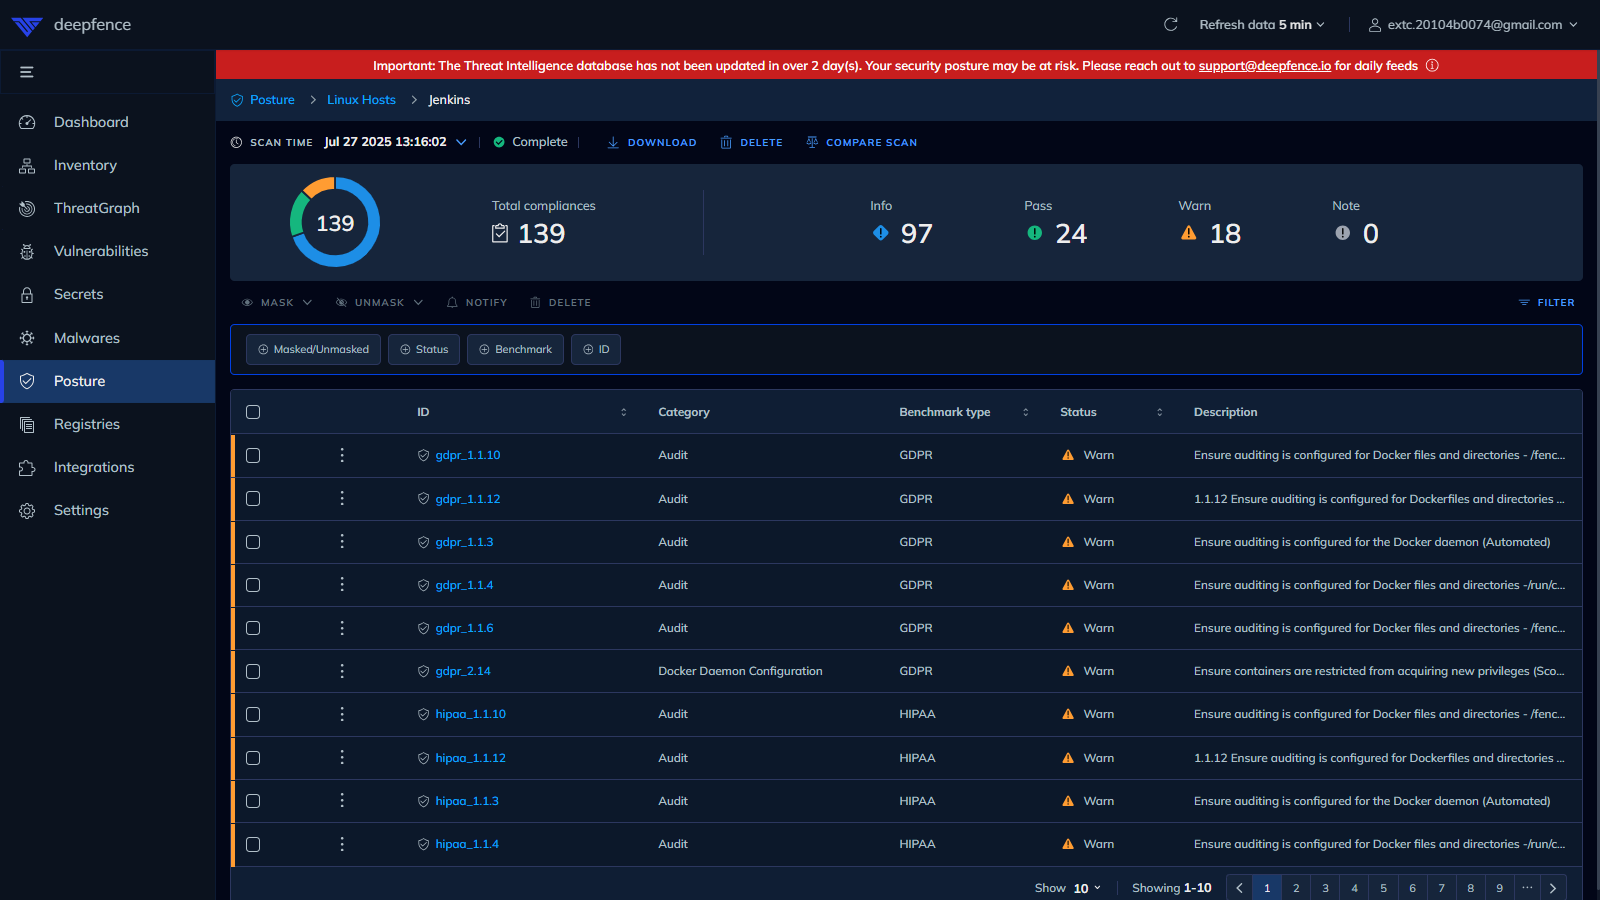 deepfence
Refresh data 5 min
extc.20104b0074@gmail.com
Important: The Threat Intelligence database has not been updated in over 2 day(s). Your security posture may be at risk. Please reach out to support@deepfence.io for daily feeds
Dashboard
Inventory
ThreatGraph
Vulnerabilities
Secrets
Malwares
Posture
Registries
Integrations
Settings
Posture > Linux Hosts > Jenkins
SCAN TIME Jul 27 2025 13:16:02 Complete DOWNLOAD DELETE COMPARE SCAN
139
Total compliances
139
Info
97
Pass
24
Warn
18
Note
0
MASK UNMASK NOTIFY DELETE FILTER
Masked/Unmasked Status Benchmark ID
ID Category Benchmark type Status Description
gdpr_1.1.10 Audit GDPR Warn Ensure auditing is configured for Docker files and directories - /fenc...
gdpr_1.1.12 Audit GDPR Warn 1.1.12 Ensure auditing is configured for Dockerfiles and directories ...
gdpr_1.1.3 Audit GDPR Warn Ensure auditing is configured for the Docker daemon (Automated)
gdpr_1.1.4 Audit GDPR Warn Ensure auditing is configured for Docker files and directories -/run/c...
gdpr_1.1.6 Audit GDPR Warn Ensure auditing is configured for Docker files and directories - /fenc...
gdpr_2.14 Docker Daemon Configuration GDPR Warn Ensure containers are restricted from acquiring new privileges (Sco...
hipaa_1.1.10 Audit HIPAA Warn Ensure auditing is configured for Docker files and directories - /fenc...
hipaa_1.1.12 Audit HIPAA Warn 1.1.12 Ensure auditing is configured for Dockerfiles and directories ...
hipaa_1.1.3 Audit HIPAA Warn Ensure auditing is configured for the Docker daemon (Automated)
hipaa_1.1.4 Audit HIPAA Warn Ensure auditing is configured for Docker files and directories -/run/c...
Show 10 Showing 1-10 < 1 2 3 4 5 6 7 8 9 ... >